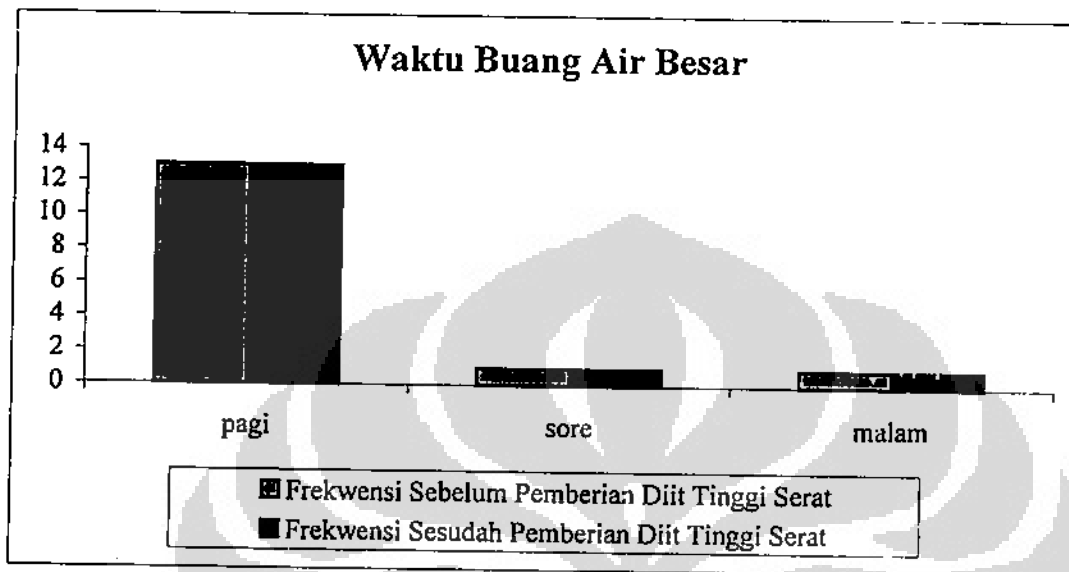 Waktu Buang Air Besar
14
12
10
8
6
4
2
0
pagi sore malam
Frekwensi Sebelum Pemberian Diit Tinggi Serat
Frekwensi Sesudah Pemberian Diit Tinggi Serat